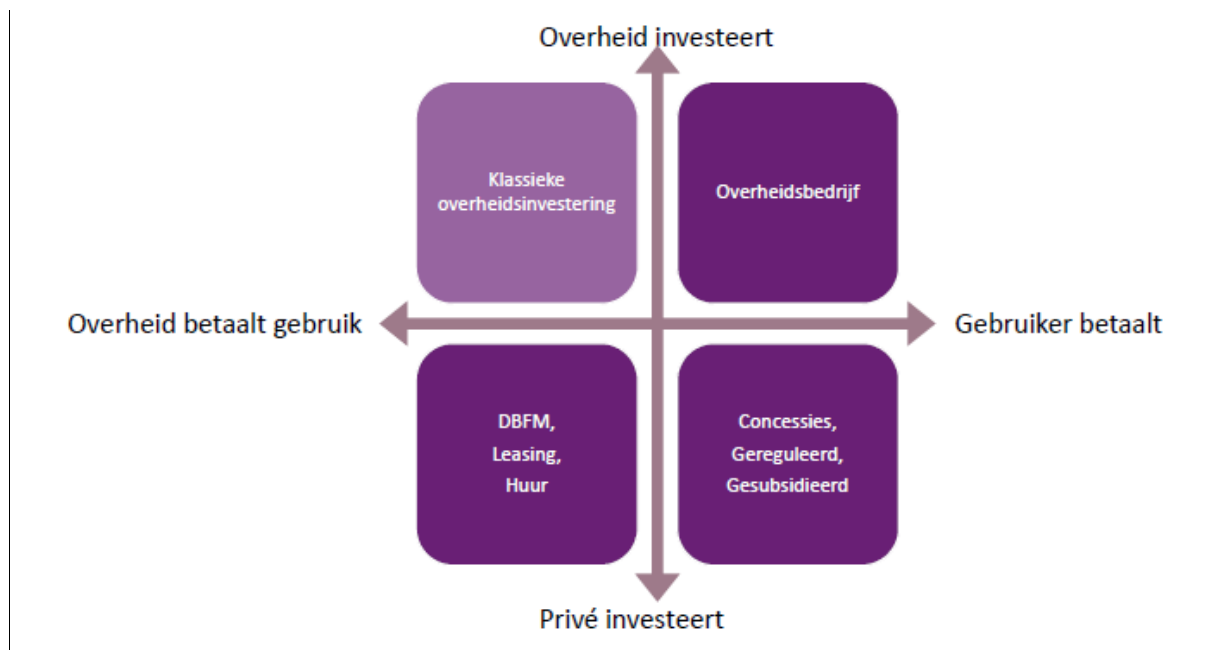 Overheid investeert
Klassieke
overheidsinvestering
Overheidsbedrijf
Overheid betaalt gebruik
Gebruiker betaalt
DBFM,
Leasing,
Huur
Concessies,
Gereguleerd,
Gesubsidieerd
Privé investeert